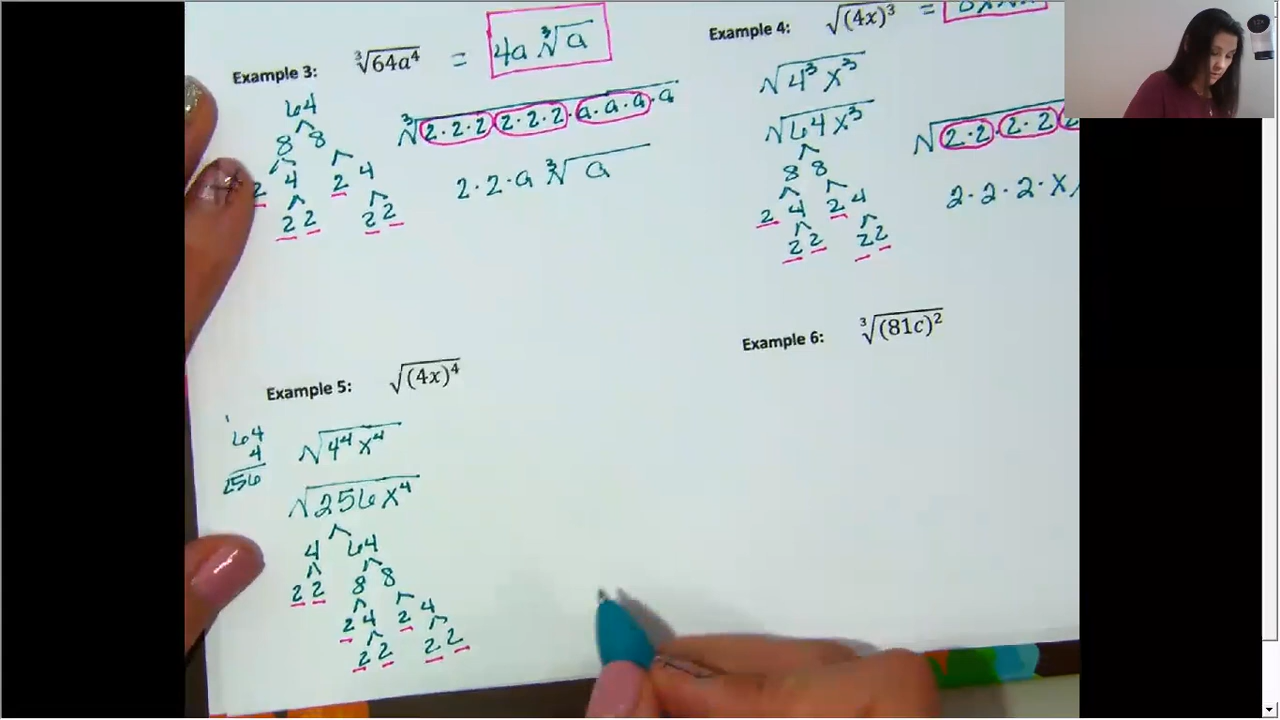 Example 3: ∛(64a⁴) = 4a ∛a
64
8 8
2 4 2 4
2 2 2 2
∛(2·2·2·2·2·2·a·a·a·a)
2·2·a ∛a
Example 4: √(4x)³ =
√4³x³
√64x³
8 8
2 4 2 4
2 2 2 2
√2·2·2·2
2·2·2·x
Example 5: √(4x)⁴
1
64
4
256
√4⁴x⁴
√256x⁴
4 64
2 2 8 8
2 4 2 4
2 2 2 2
Example 6: ∛(81c)²